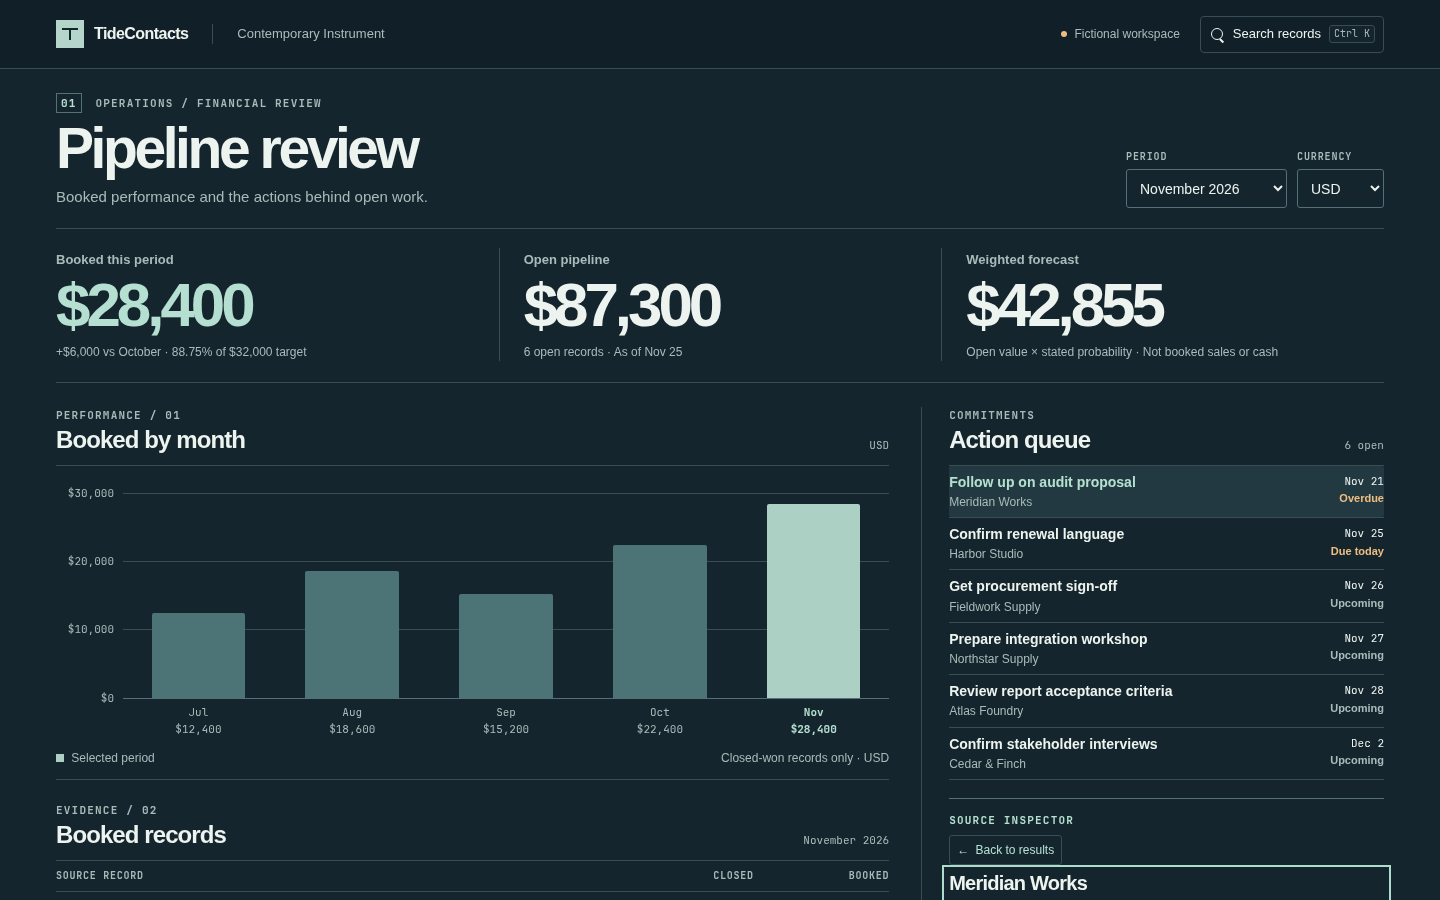 TideContacts
Contemporary Instrument
Fictional workspace
Search records Ctrl K
01 OPERATIONS / FINANCIAL REVIEW
Pipeline review
Booked performance and the actions behind open work.
PERIOD
November 2026
CURRENCY
USD
Booked this period
$28,400
+$6,000 vs October · 88.75% of $32,000 target
Open pipeline
$87,300
6 open records · As of Nov 25
Weighted forecast
$42,855
Open value × stated probability · Not booked sales or cash
PERFORMANCE / 01
Booked by month
USD
$30,000
$20,000
$10,000
$0
Jul
$12,400
Aug
$18,600
Sep
$15,200
Oct
$22,400
Nov
$28,400
Selected period
Closed-won records only · USD
EVIDENCE / 02
Booked records
November 2026
SOURCE RECORD CLOSED BOOKED
COMMITMENTS
Action queue
6 open
Follow up on audit proposal
Meridian Works
Nov 21
Overdue
Confirm renewal language
Harbor Studio
Nov 25
Due today
Get procurement sign-off
Fieldwork Supply
Nov 26
Upcoming
Prepare integration workshop
Northstar Supply
Nov 27
Upcoming
Review report acceptance criteria
Atlas Foundry
Nov 28
Upcoming
Confirm stakeholder interviews
Cedar & Finch
Dec 2
Upcoming
SOURCE INSPECTOR
← Back to results
Meridian Works